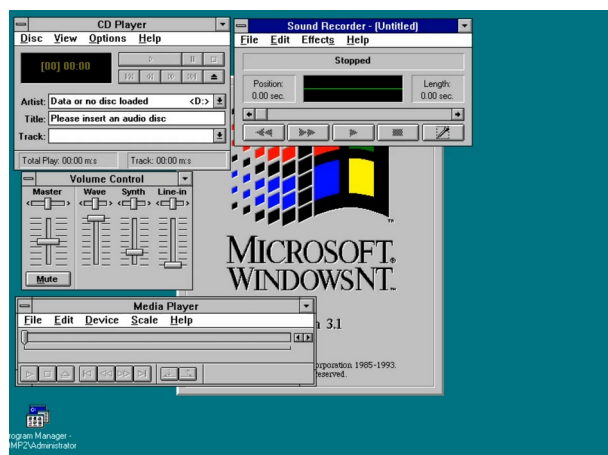 CD Player
Disc View Options Help
[00] 00:00
Artist: Data or no disc loaded <D:>
Title: Please insert an audio disc
Track:
Total Play: 00:00 m:s Track: 00:00 m:s
Sound Recorder - (Untitled)
File Edit Effects Help
Stopped
Position: Length:
0.00 sec. 0.00 sec.
Volume Control
Master Wave Synth Line-in
Mute
MICROSOFT®
WINDOWS NT™
Media Player
File Edit Device Scale Help
3.1
orporation 1985-1993.
reserved.
rogram Manager -
MP2\Administrator